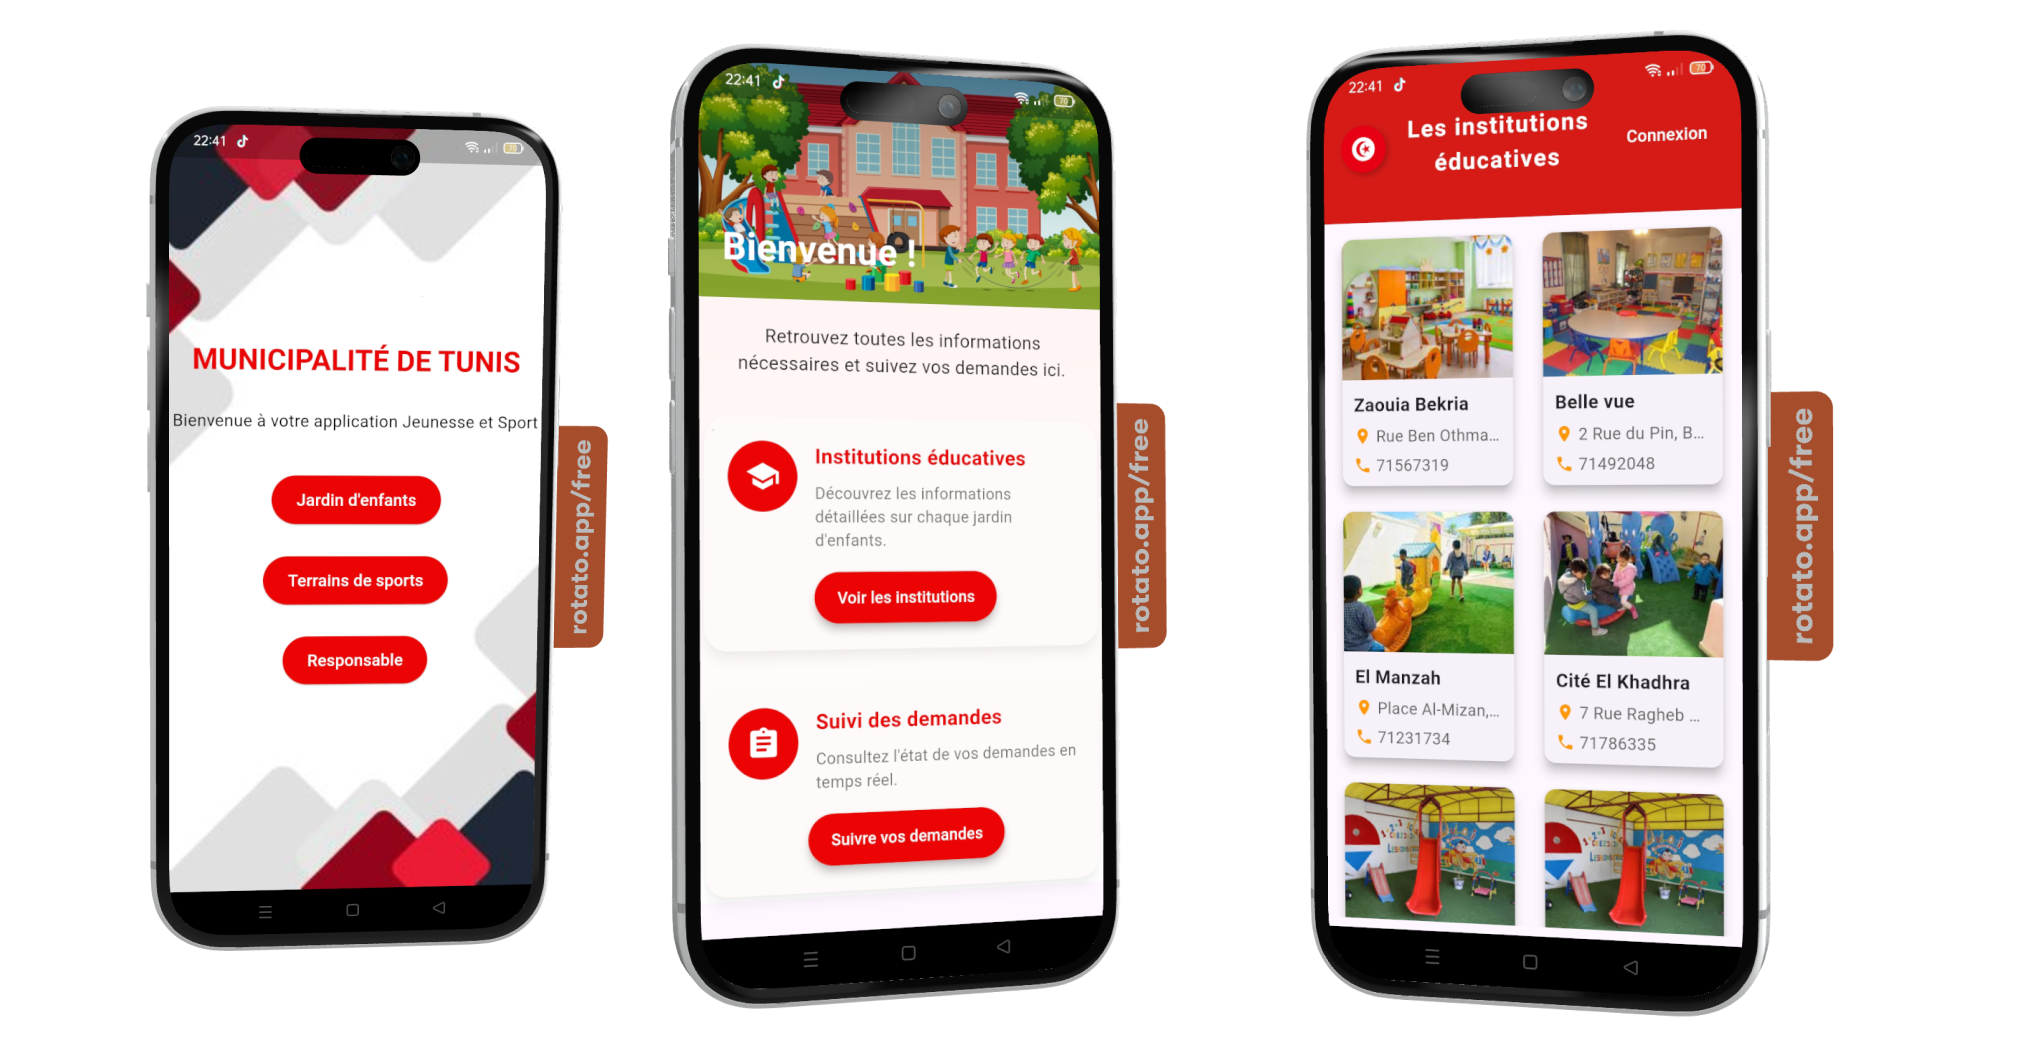 22:41
MUNICIPALITÉ DE TUNIS
Bienvenue à votre application Jeunesse et Sport
Jardin d'enfants
Terrains de sports
Responsable
rotato.app/free
22:41
70
Bienvenue !
Retrouvez toutes les informations
nécessaires et suivez vos demandes ici.
Institutions éducatives
Découvrez les informations
détaillées sur chaque jardin
d'enfants.
Voir les institutions
Suivi des demandes
Consultez l'état de vos demandes en
temps réel.
Suivre vos demandes
rotato.app/free
22:41
70
Les institutions
éducatives
Connexion
Zaouia Bekria
Rue Ben Othma...
71567319
Belle vue
2 Rue du Pin, B...
71492048
El Manzah
Place Al-Mizan,...
71231734
Cité El Khadhra
7 Rue Ragheb ...
71786335
rotato.app/free